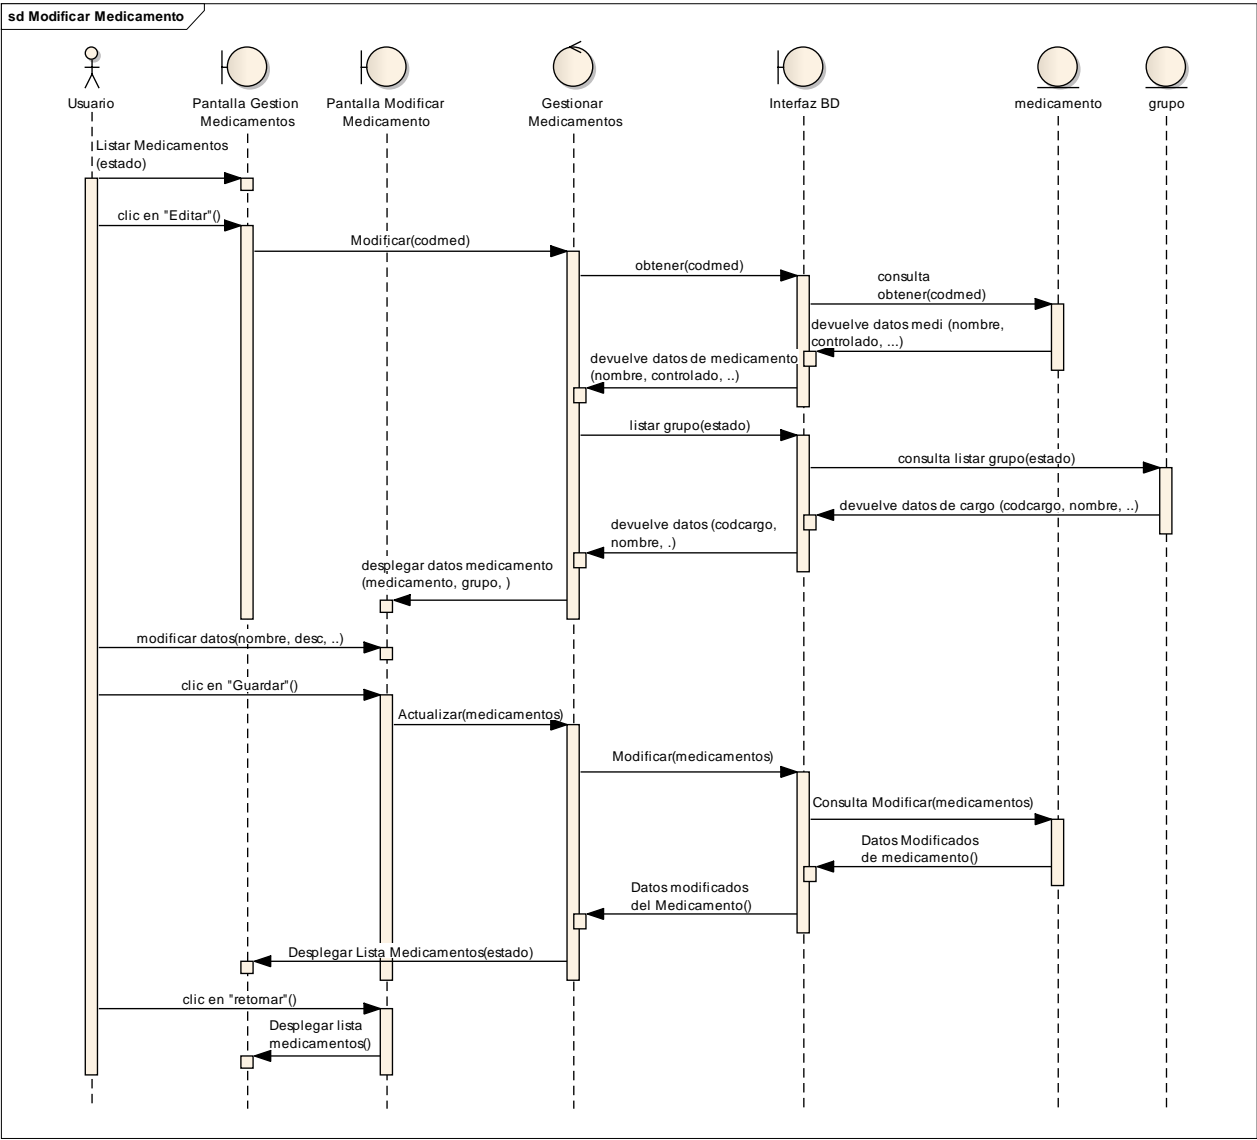 sd Modificar Medicamento
Usuario
Pantalla Gestion
Medicamentos
Pantalla Modificar
Medicamento
Gestionar
Medicamentos
Interfaz BD
medicamento
grupo
Listar Medicamentos
(estado)
clic en "Editar"()
Modificar(codmed)
obtener(codmed)
consulta
obtener(codmed)
devuelve datos medi (nombre,
controlado, ...)
devuelve datos de medicamento
(nombre, controlado, ..)
listar grupo(estado)
consulta listar grupo(estado)
devuelve datos de cargo (codcargo, nombre, ..)
devuelve datos (codcargo,
nombre, .)
desplegar datos medicamento
(medicamento, grupo, )
modificar datos(nombre, desc, ..)
clic en "Guardar"()
Actualizar(medicamentos)
Modificar(medicamentos)
Consulta Modificar(medicamentos)
Datos Modificados
de medicamento()
Datos modificados
del Medicamento()
Desplegar Lista Medicamentos(estado)
clic en "retornar"()
Desplegar lista
medicamentos()